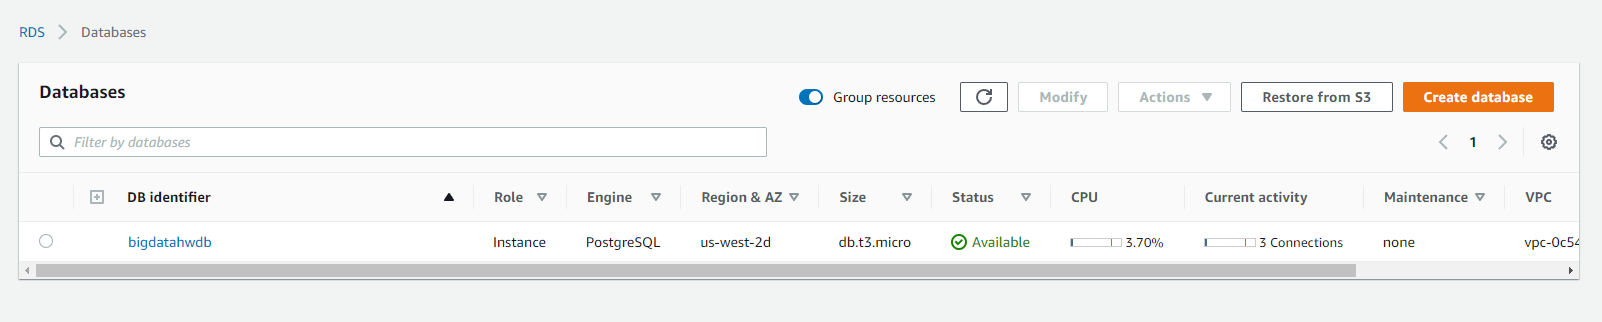 RDS Databases
Databases
Group resources Modify Actions Restore from S3 Create database
Filter by databases 1
DB identifier Role Engine Region & AZ Size Status CPU Current activity Maintenance VPC
bigdatahwdb Instance PostgreSQL us-west-2d db.t3.micro Available 3.70% 3 Connections none vpc-0c54